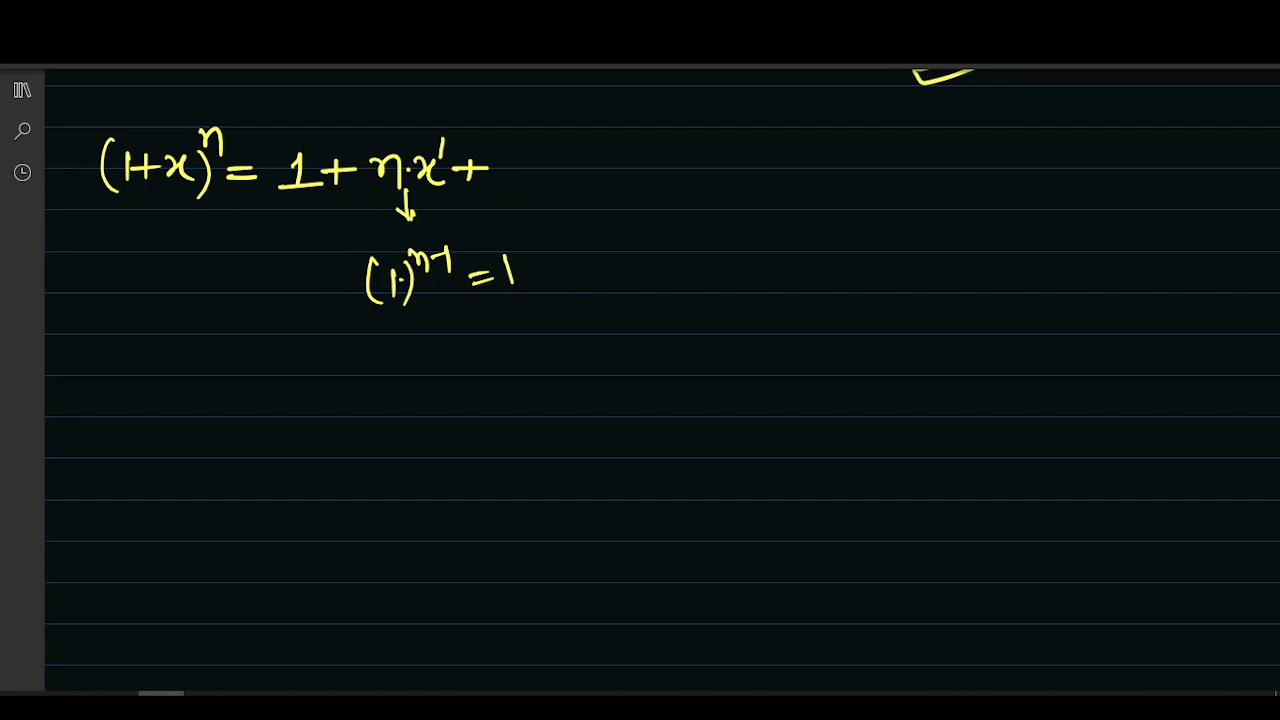 (1+x)^n = 1 + n·x^1 +
(1·)^n-1 = 1